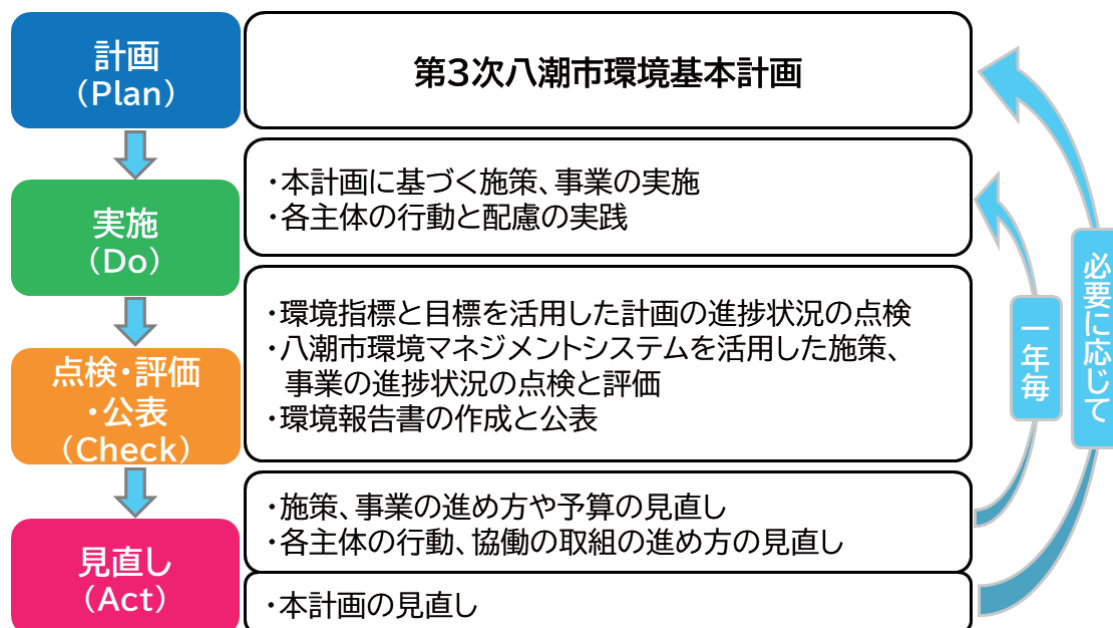 計画
(Plan)
第3次八潮市環境基本計画
実施
(Do)
・本計画に基づく施策、事業の実施
・各主体の行動と配慮の実践
点検・評価
・公表
(Check)
・環境指標と目標を活用した計画の進捗状況の点検
・八潮市環境マネジメントシステムを活用した施策、
事業の進捗状況の点検と評価
・環境報告書の作成と公表
見直し
(Act)
・施策、事業の進め方や予算の見直し
・各主体の行動、協働の取組の進め方の見直し
・本計画の見直し
一年毎
必要に応じて